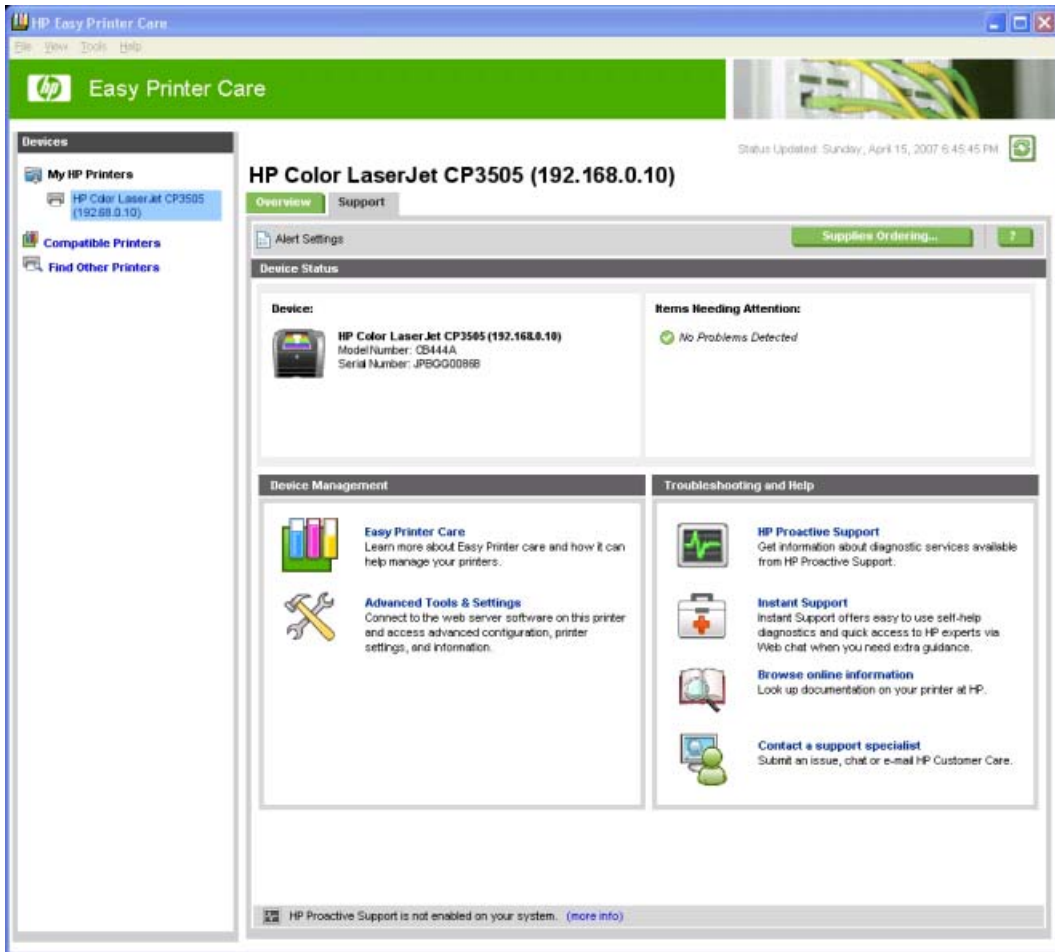 HP Easy Printer Care
File View Tools Help
hp Easy Printer Care
Devices
My HP Printers
HP Color LaserJet CP3505
(192.68.0.10)
Compatible Printers
Find Other Printers
Status Updated: Sunday, April 15, 2007 6:45:45 PM
HP Color LaserJet CP3505 (192.168.0.10)
Overview Support
Alert Settings
Supplies Ordering... ?
Device Status
Device:
HP Color LaserJet CP3505 (192.168.0.10)
Model Number: CB444A
Serial Number: JPBGG00868
Items Needing Attention:
No Problems Detected
Device Management
Easy Printer Care
Learn more about Easy Printer care and how it can
help manage your printers.
Advanced Tools & Settings
Connect to the web server software on this printer
and access advanced configuration, printer
settings, and information.
Troubleshooting and Help
HP Proactive Support
Get information about diagnostic services available
from HP Proactive Support.
Instant Support
Instant Support offers easy to use self-help
diagnostics and quick access to HP experts via
Web chat when you need extra guidance.
Browse online information
Look up documentation on your printer at HP.
Contact a support specialist
Submit an issue, chat or e-mail HP Customer Care.
HP Proactive Support is not enabled on your system. (more info)